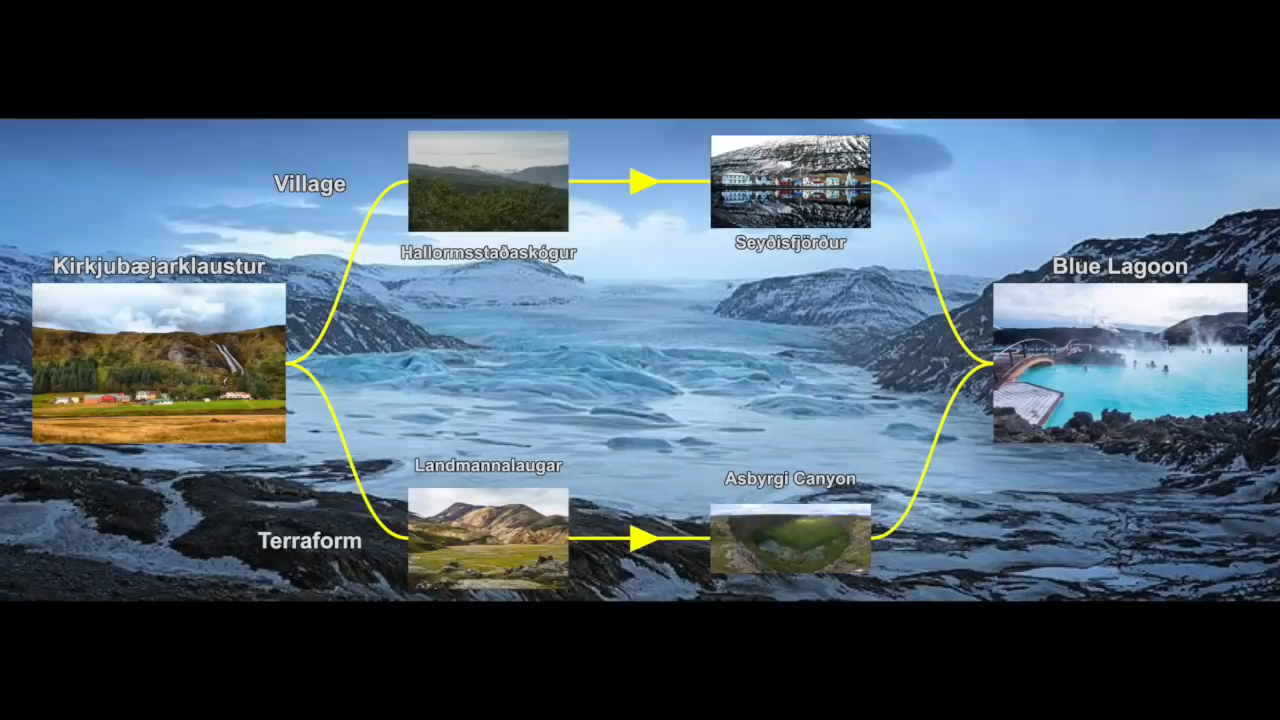 Village
Hallormsstaðaskógur
Seyðisfjörður
Kirkjubæjarklaustur
Blue Lagoon
Landmannalaugar
Asbyrgi Canyon
Terraform